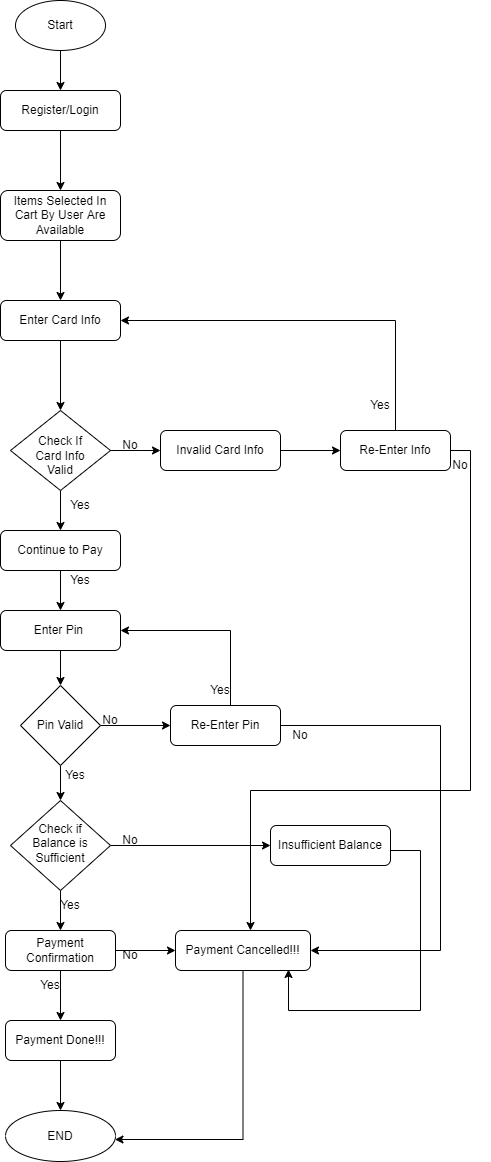 Start
Register/Login
Items Selected In
Cart By User Are
Available
Enter Card Info
Yes
Check If
Card Info
Valid
No
Invalid Card Info
Re-Enter Info
No
Yes
Continue to Pay
Yes
Enter Pin
Yes
Pin Valid
No
Re-Enter Pin
No
Yes
Check if
Balance is
Sufficient
No
Insufficient Balance
Yes
Payment
Confirmation
No
Payment Cancelled!!!
Yes
Payment Done!!!
END